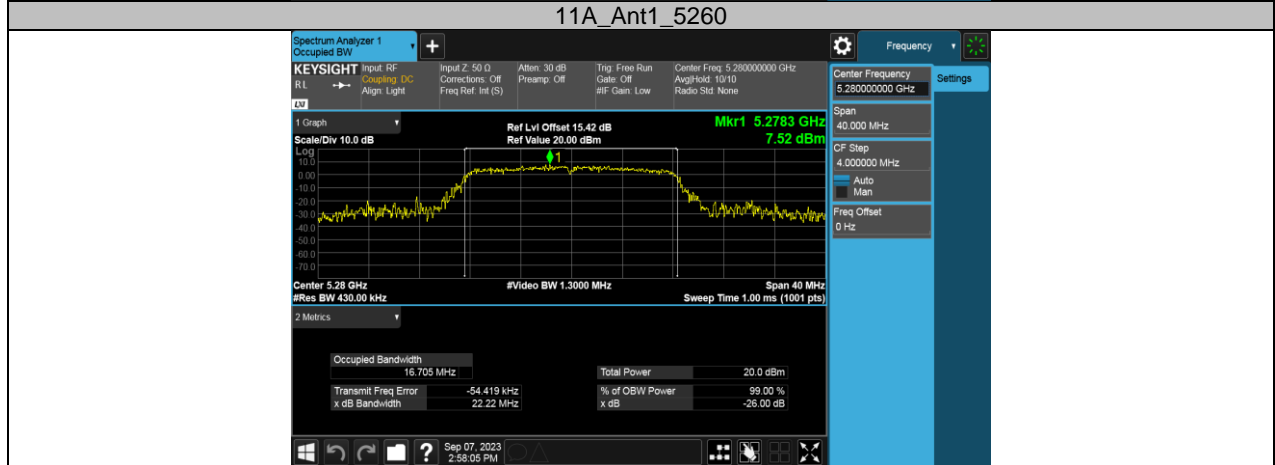 11A_Ant1_5260
Spectrum Analyzer 1
Occupied BW
+
Frequency
KEYSIGHT
RL
LXI
Input: RF
Coupling: DC
Align: Light
Input Z: 50 Ω
Corrections: Off
Freq Ref: Int (S)
Atten: 30 dB
Preamp: Off
Trig: Free Run
Gate: Off
#IF Gain: Low
Center Freq: 5.280000000 GHz
Avg|Hold: 10/10
Radio Std: None
Center Frequency
5.280000000 GHz
Settings
Span
40.000 MHz
CF Step
4.000000 MHz
Auto
Man
Freq Offset
0 Hz
1 Graph
Scale/Div 10.0 dB
Ref Lvl Offset 15.42 dB
Ref Value 20.00 dBm
Mkr1 5.2783 GHz
7.52 dBm
Log
1
10.0
0.00
-10.0
-20.0
-30.0
-40.0
-50.0
-60.0
-70.0
Center 5.28 GHz
#Res BW 430.00 kHz
#Video BW 1.3000 MHz
Span 40 MHz
Sweep Time 1.00 ms (1001 pts)
2 Metrics
Occupied Bandwidth
16.705 MHz
Total Power 20.0 dBm
Transmit Freq Error -54.419 kHz
% of OBW Power 99.00 %
x dB Bandwidth 22.22 MHz
x dB -26.00 dB
?
Sep 07, 2023
2:58:05 PM